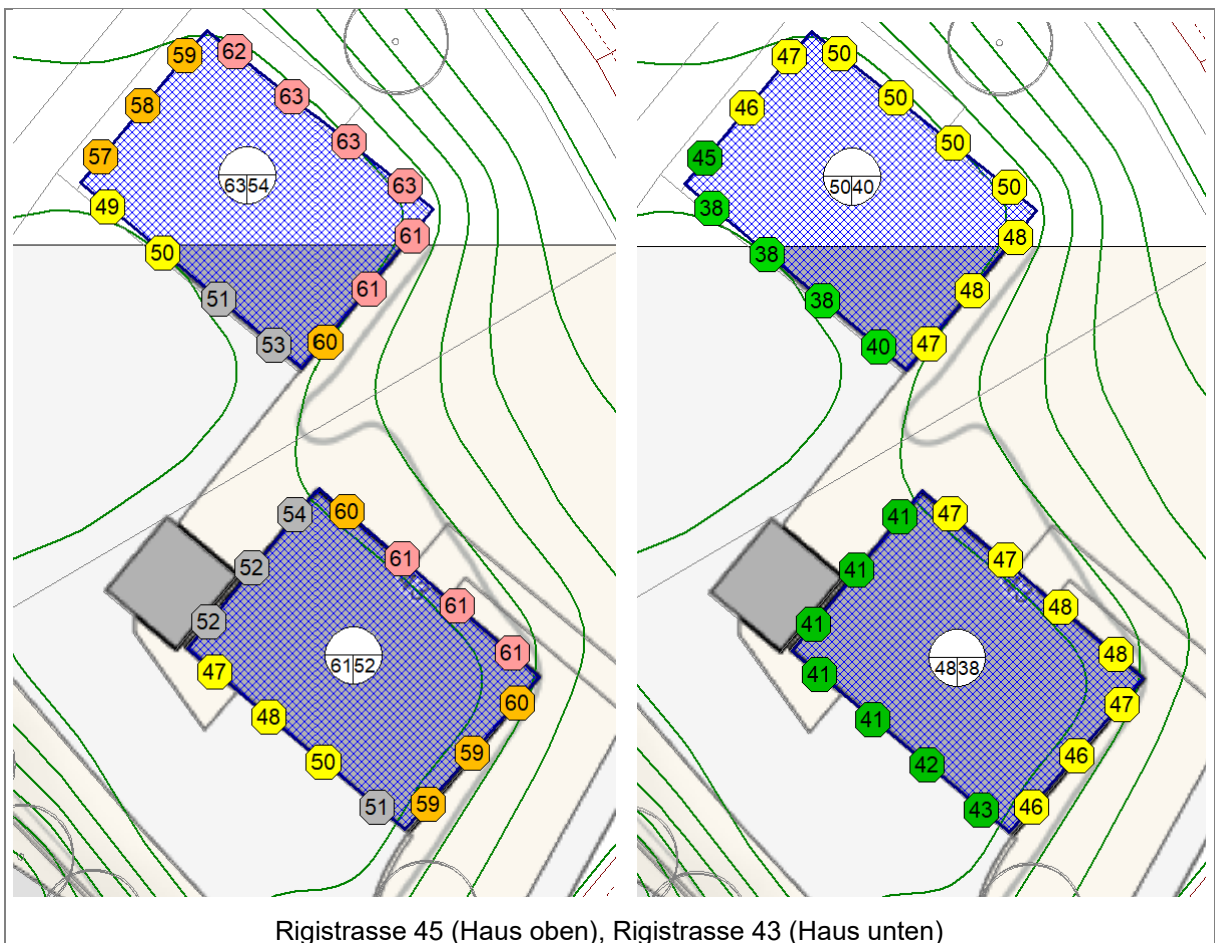 59 62 47 50
58 63 46 50
57 63 45 50
63|54 50|40
49 63 38 50
50 61 38 48
51 61 38 48
53 60 40 47
54 60 41 47
52 61 41 47
52 61 41 48
61|52 48|38
47 61 41 48
48 60 41 47
50 59 42 46
51 59 43 46
Rigistrasse 45 (Haus oben), Rigistrasse 43 (Haus unten)